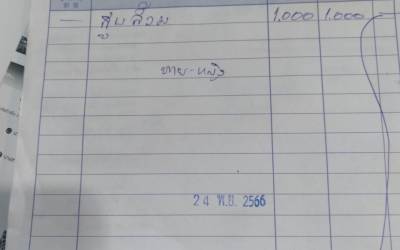 — สูบส้วม 1.000 1.000
ชาย-หญิง
24 พ.ย. 2566